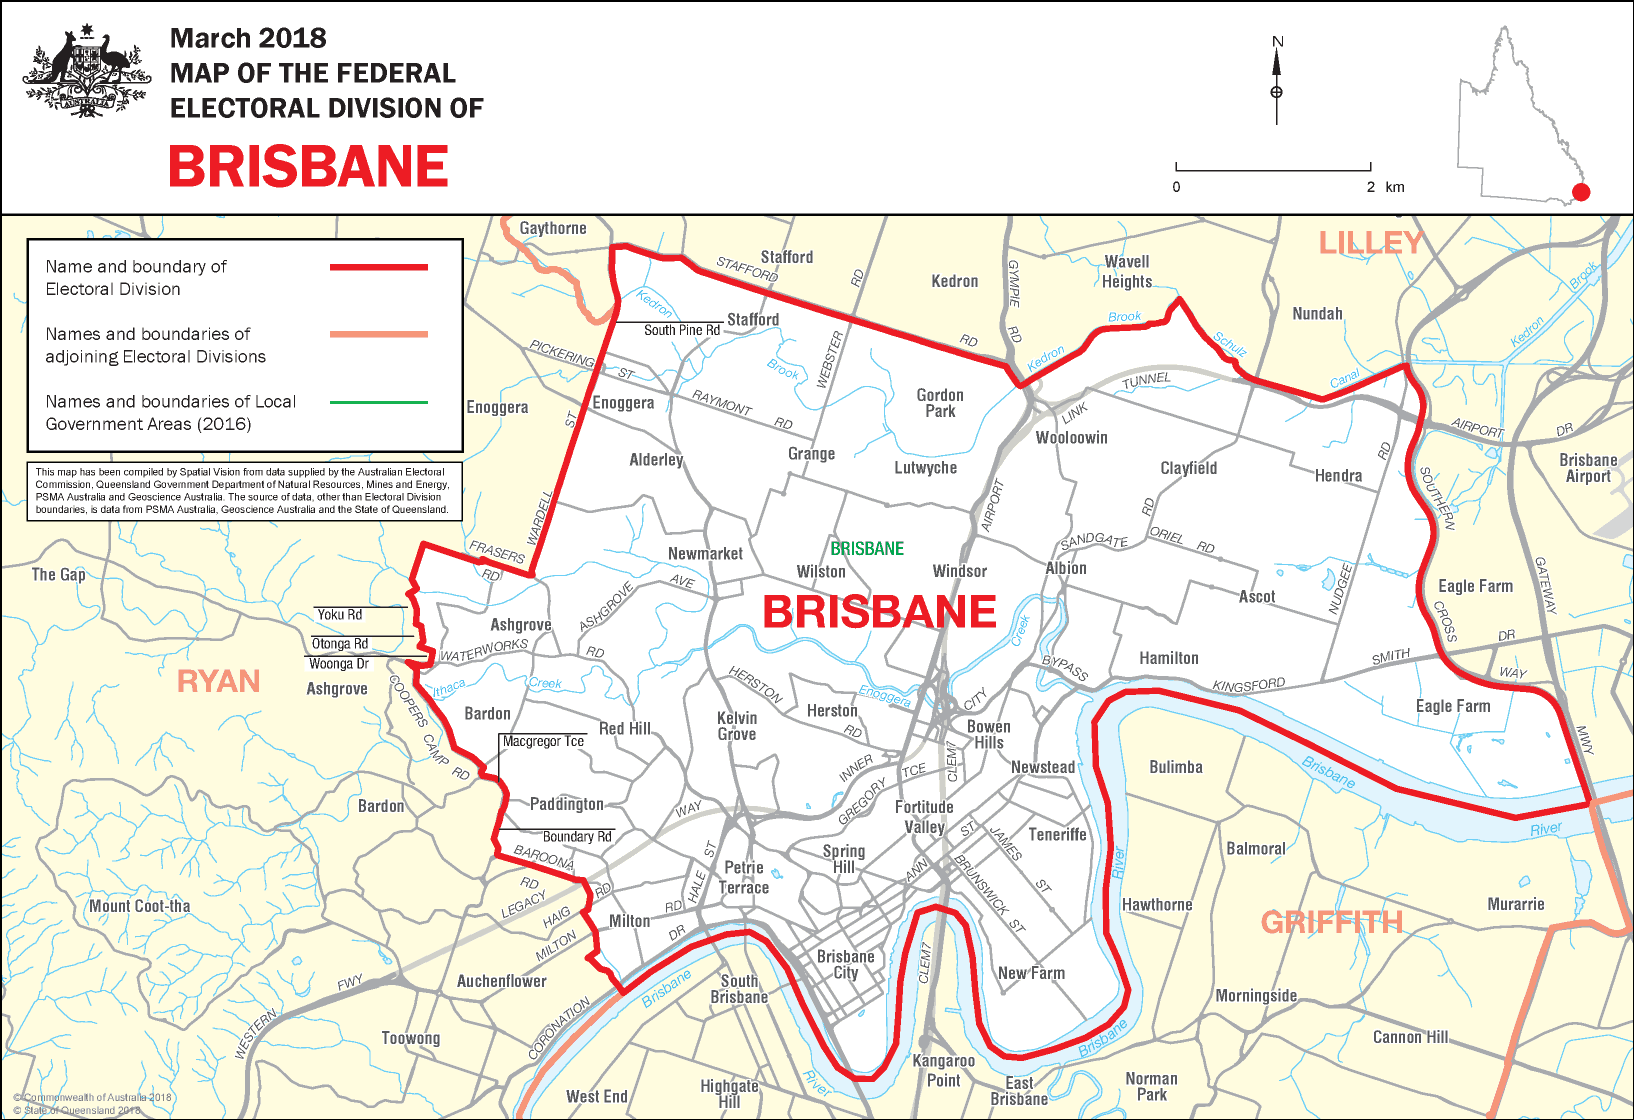 March 2018
MAP OF THE FEDERAL
ELECTORAL DIVISION OF
BRISBANE
AUSTRALIA
N
0 2 km
Name and boundary of
Electoral Division
Names and boundaries of
adjoining Electoral Divisions
Names and boundaries of Local
Government Areas (2016)
This map has been compiled by Spatial Vision from data supplied by the Australian Electoral
Commission, Queensland Government Department of Natural Resources, Mines and Energy,
PSMA Australia and Geoscience Australia. The source of data, other than Electoral Division
boundaries, is data from PSMA Australia, Geoscience Australia and the State of Queensland.
Gaythorne
Stafford
STAFFORD
RD
Kedron
GYMPIE
RD
Wavell
Heights
LILLEY
Nundah
Brook
Kedron
Kedron
South Pine Rd
Stafford
Brook
WEBSTER
RD
Kedron
Brook
Schulz
Canal
PICKERING
ST
Enoggera
Enoggera
RAYMONT
RD
Gordon
Park
TUNNEL
LINK
AIRPORT
Wooloowin
AIRPORT
DR
Brisbane
Airport
ST
WARDELL
Alderley
Grange
Lutwyche
Clayfield
Hendra
RD
NUDGEE
SOUTHERN
CROSS
WAY
FRASERS
RD
Newmarket
BRISBANE
Wilston
Windsor
SANDGATE
RD
ORIEL RD
Albion
Ascot
Eagle Farm
GATEWAY
MWY
The Gap
Yoku Rd
Otonga Rd
Woonga Dr
Ashgrove
Ashgrove
ASHGROVE
AVE
WATERWORKS
RD
BRISBANE
Creek
Enoggera
RYAN
COOPERS CAMP RD
Ithaca
Creek
Bardon
Red Hill
HERSTON
RD
Kelvin
Grove
Herston
CITY
BYPASS
INNER
Hamilton
KINGSFORD
SMITH
DR
Eagle Farm
Macgregor Tce
Bowen
Hills
CLEM7
Newstead
Bulimba
Brisbane
River
Bardon
Paddington
Boundary Rd
WAY
GREGORY
TCE
Fortitude
Valley
Teneriffe
Balmoral
BAROONA
RD
LEGACY
HALE ST
Petrie
Terrace
Spring
Hill
ANN
ST
JAMES
ST
BRUNSWICK ST
River
Mount Coot-tha
HAIG
RD
MILTON
RD
Milton
DR
CORONATION
Hawthorne
GRIFFITH
Murarrie
Auchenflower
FWY
WESTERN
Toowong
Brisbane
South
Brisbane
Brisbane
City
CLEM7
New Farm
Morningside
Cannon Hill
Brisbane
West End
Highgate
Hill
River
Kangaroo
Point
East
Brisbane
Norman
Park
© Commonwealth of Australia 2018
© State of Queensland 2018